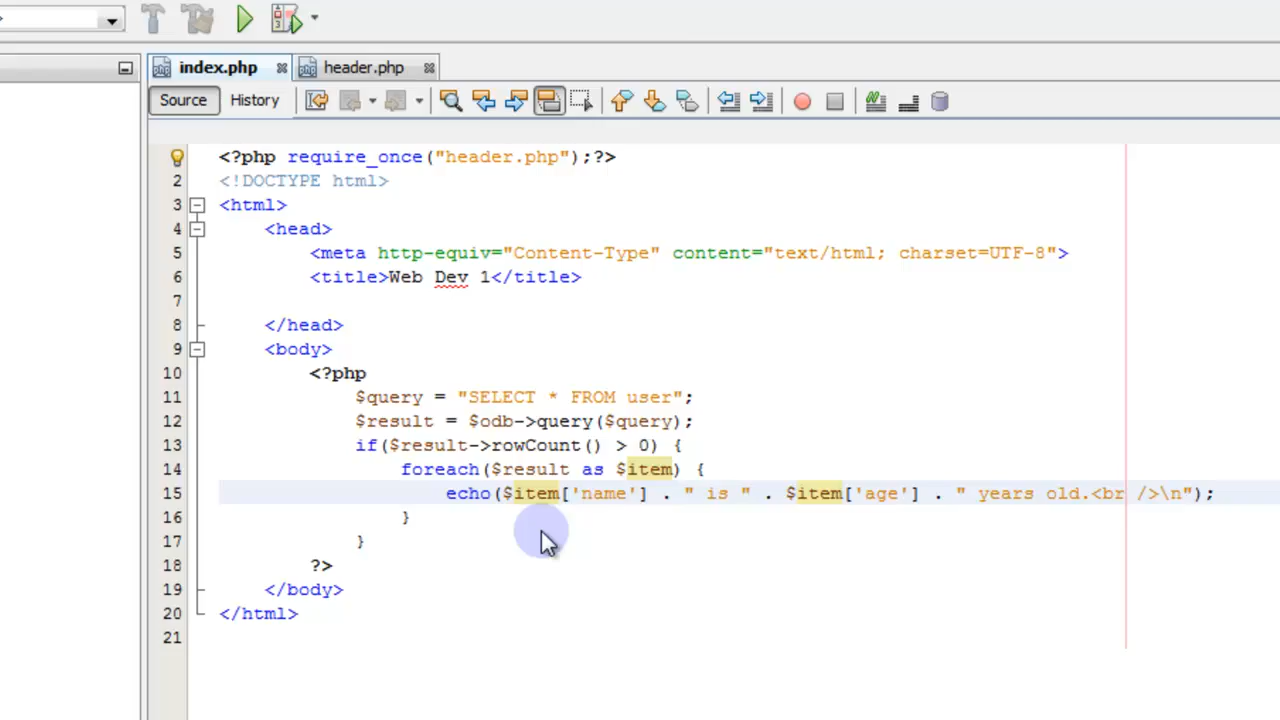 index.php
header.php
Source
History
<?php require_once("header.php");?>
2 <!DOCTYPE html>
3 <html>
4 <head>
5 <meta http-equiv="Content-Type" content="text/html; charset=UTF-8">
6 <title>Web Dev 1</title>
7
8 </head>
9 <body>
10 <?php
11 $query = "SELECT * FROM user";
12 $result = $odb->query($query);
13 if($result->rowCount() > 0) {
14 foreach($result as $item) {
15 echo($item['name'] . " is " . $item['age'] . " years old.<br />\n");
16 }
17 }
18 ?>
19 </body>
20 </html>
21